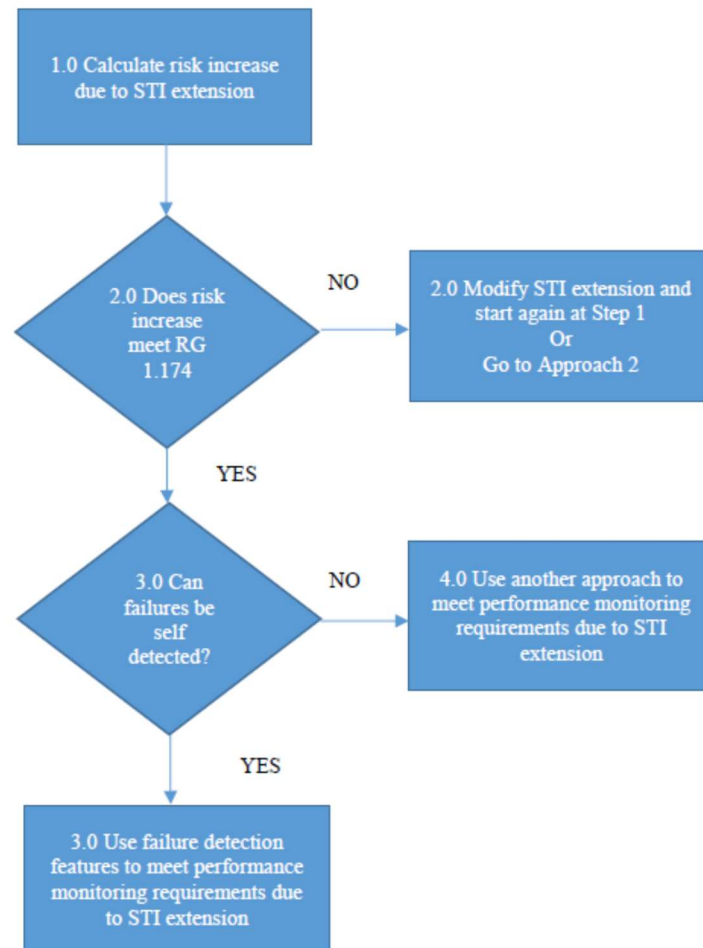 1.0 Calculate risk increase
due to STI extension
2.0 Does risk
increase
meet RG
1.174
NO
2.0 Modify STI extension and
start again at Step 1
Or
Go to Approach 2
YES
3.0 Can
failures be
self
detected?
NO
4.0 Use another approach to
meet performance monitoring
requirements due to STI
extension
YES
3.0 Use failure detection
features to meet performance
monitoring requirements due
to STI extension